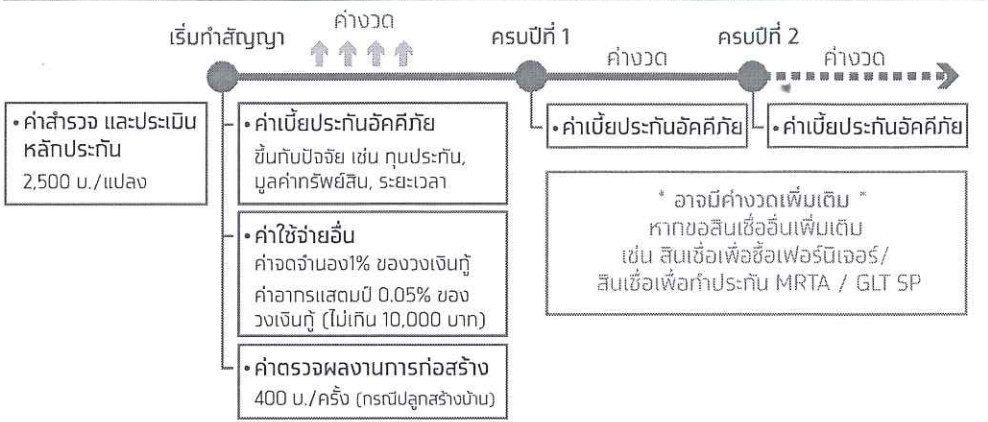 ค่างวด
เริ่มทำสัญญา
ครบปีที่ 1
ค่างวด
ครบปีที่ 2
ค่างวด
• ค่าสำรวจ และประเมิน
หลักประกัน
2,500 บ./แปลง
• ค่าเบี้ยประกันอัคคีภัย
ขึ้นกับปัจจัย เช่น ทุนประกัน,
มูลค่าทรัพย์สิน, ระยะเวลา
• ค่าใช้จ่ายอื่น
ค่าจดจำนอง1% ของวงเงินกู้
ค่าอากรแสตมป์ 0.05% ของ
วงเงินกู้ (ไม่เกิน 10,000 บาท)
• ค่าตรวจผลงานการก่อสร้าง
400 บ./ครั้ง (กรณีปลูกสร้างบ้าน)
• ค่าเบี้ยประกันอัคคีภัย
• ค่าเบี้ยประกันอัคคีภัย
* อาจมีค่างวดเพิ่มเติม *
หากขอสินเชื่ออื่นเพิ่มเติม
เช่น สินเชื่อเพื่อซื้อเฟอร์นิเจอร์/
สินเชื่อเพื่อทำประกัน MRTA / GLT SP